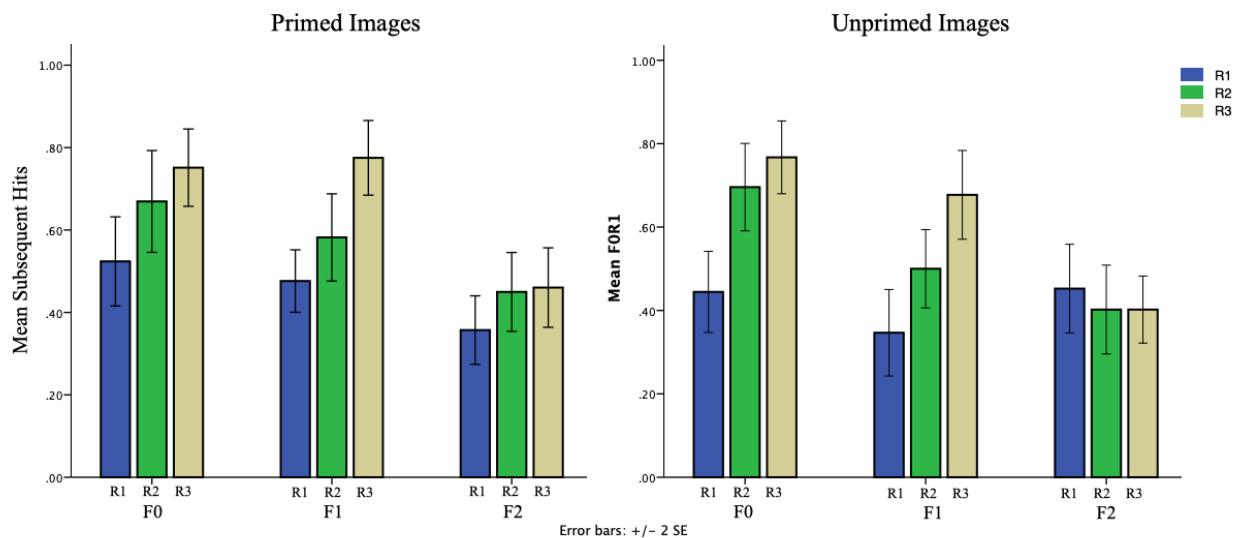 Primed Images
Unprimed Images
Mean Subsequent Hits
1.00
.80
.60
.40
.20
.00
R1 R2 R3
F0
R1 R2 R3
F1
R1 R2 R3
F2
Mean F0R1
1.00
.80
.60
.40
.20
.00
R1 R2 R3
F0
R1 R2 R3
F1
R1 R2 R3
F2
R1
R2
R3
Error bars: +/- 2 SE